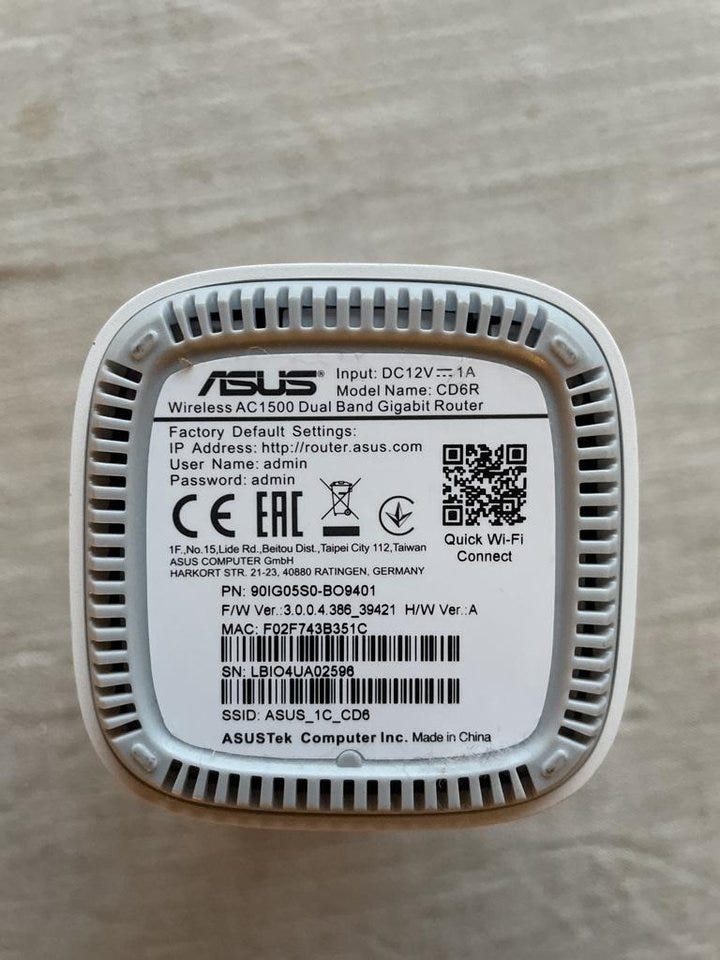 ASUS® Input: DC12V⎓1A
Model Name: CD6R
Wireless AC1500 Dual Band Gigabit Router
Factory Default Settings:
IP Address: http://router.asus.com
User Name: admin
Password: admin
CE EAC
Quick Wi-Fi
Connect
1F.,No.15,Lide Rd.,Beitou Dist.,Taipei City 112,Taiwan
ASUS COMPUTER GmbH
HARKORT STR. 21-23, 40880 RATINGEN, GERMANY
PN: 90IG05S0-BO9401
F/W Ver.:3.0.0.4.386_39421 H/W Ver.:A
MAC: F02F743B351C
SN: LBIO4UA02596
SSID: ASUS_1C_CD6
ASUSTek Computer Inc. Made in China